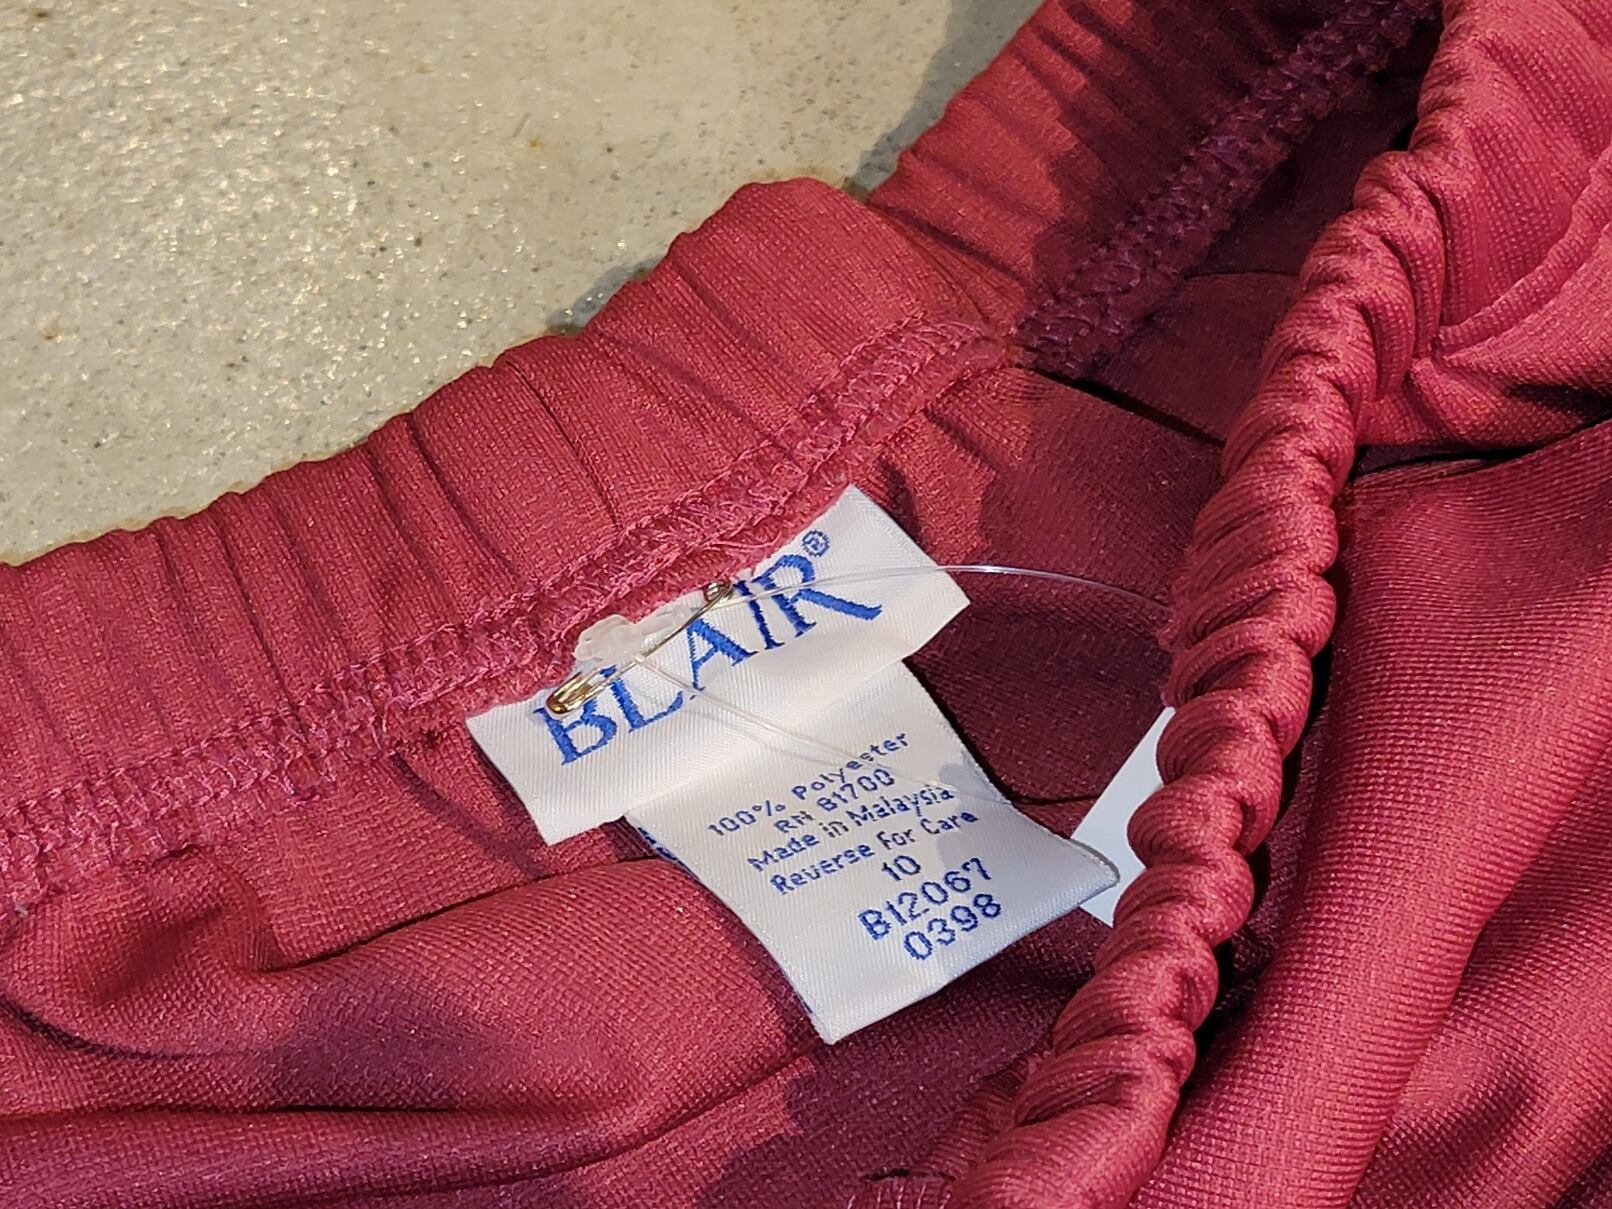 BLAIR®
100% Polyester
RN 81700
Made in Malaysia
Reverse For Care
10
B12067
0398